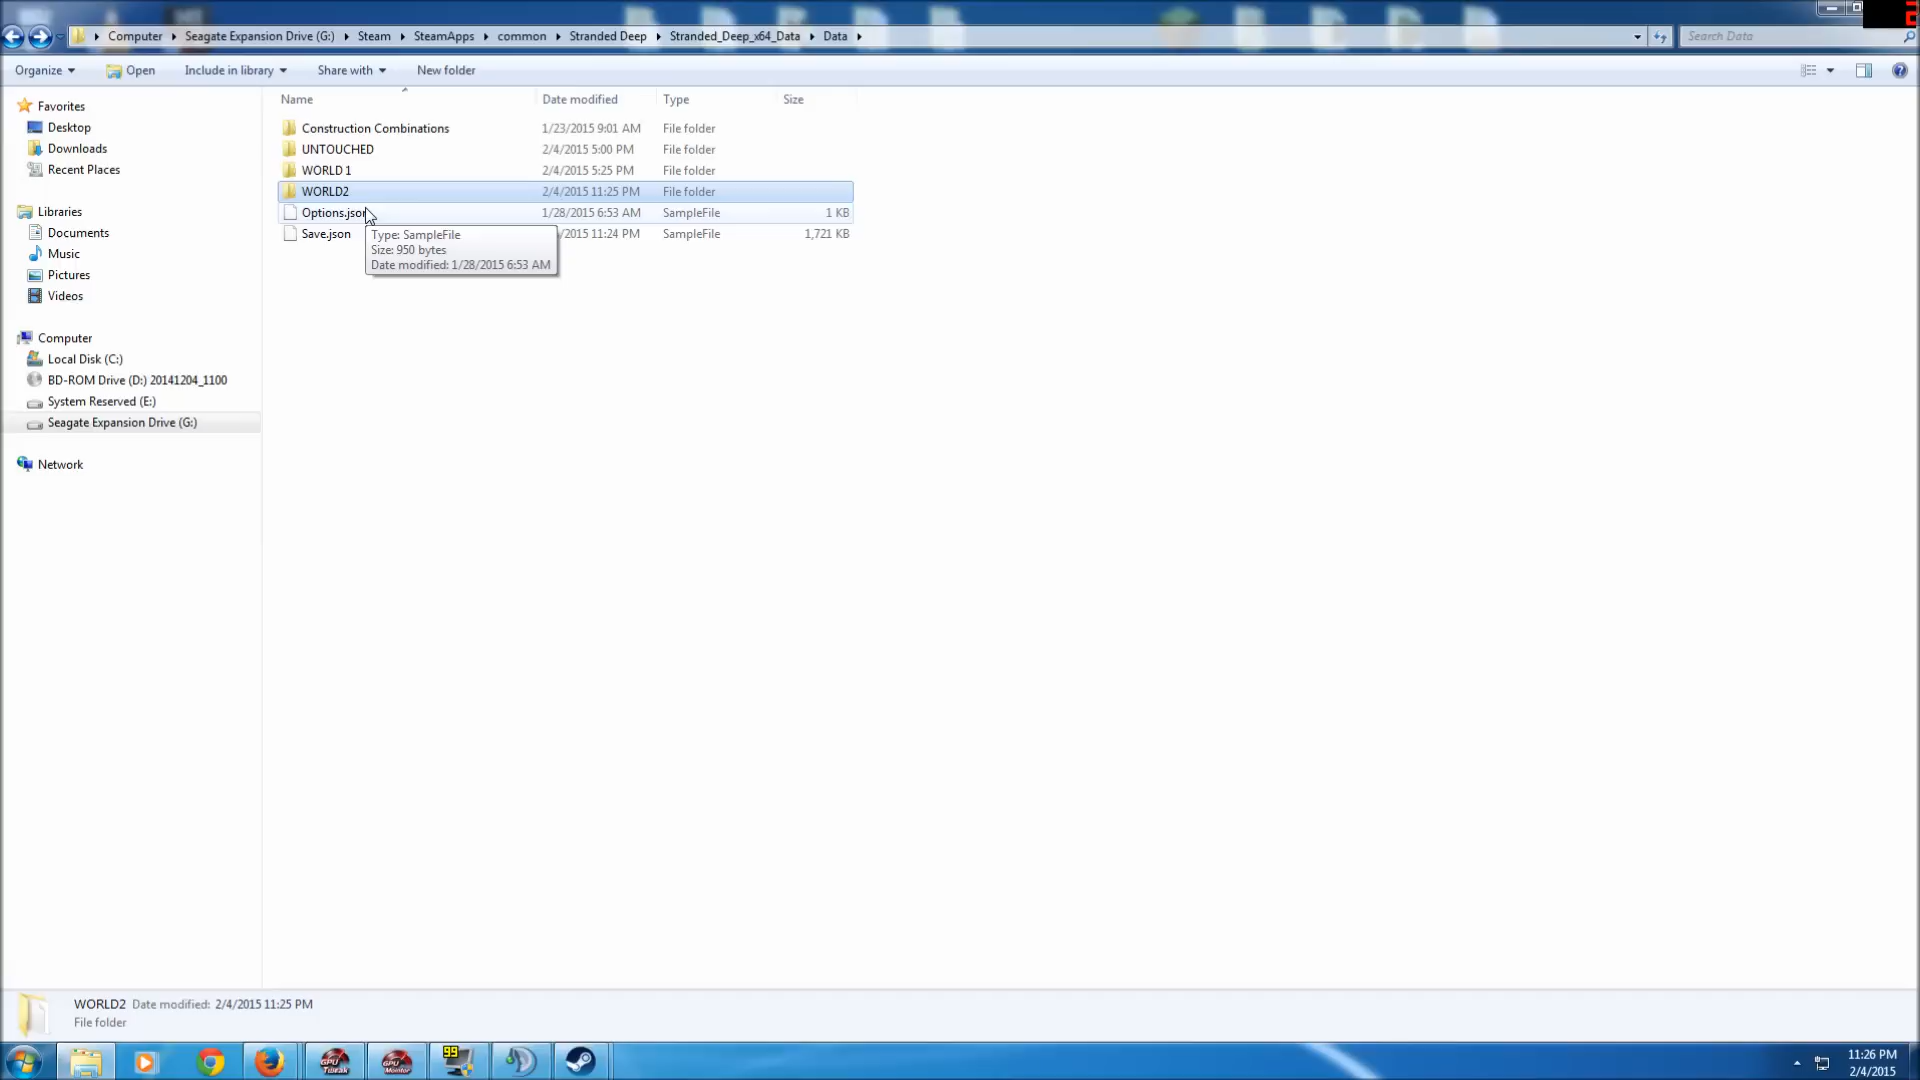 Computer Seagate Expansion Drive (G:) Steam SteamApps common Stranded Deep Stranded_Deep_x64_Data Data Search Data
Organize Open Include in library Share with New folder
Name Date modified Type Size
Favorites
Desktop
Downloads
Recent Places
Libraries
Documents
Music
Pictures
Videos
Computer
Local Disk (C:)
BD-ROM Drive (D:) 20141204_1100
System Reserved (E:)
Seagate Expansion Drive (G:)
Network
Construction Combinations 1/23/2015 9:01 AM File folder
UNTOUCHED 2/4/2015 5:00 PM File folder
WORLD 1 2/4/2015 5:25 PM File folder
WORLD2 2/4/2015 11:25 PM File folder
Options.json 1/28/2015 6:53 AM SampleFile 1 KB
Save.json /2015 11:24 PM SampleFile 1,721 KB
Type: SampleFile
Size: 950 bytes
Date modified: 1/28/2015 6:53 AM
WORLD2 Date modified: 2/4/2015 11:25 PM
File folder
GPU Tweak
GPU Monitor
99
11:26 PM
2/4/2015